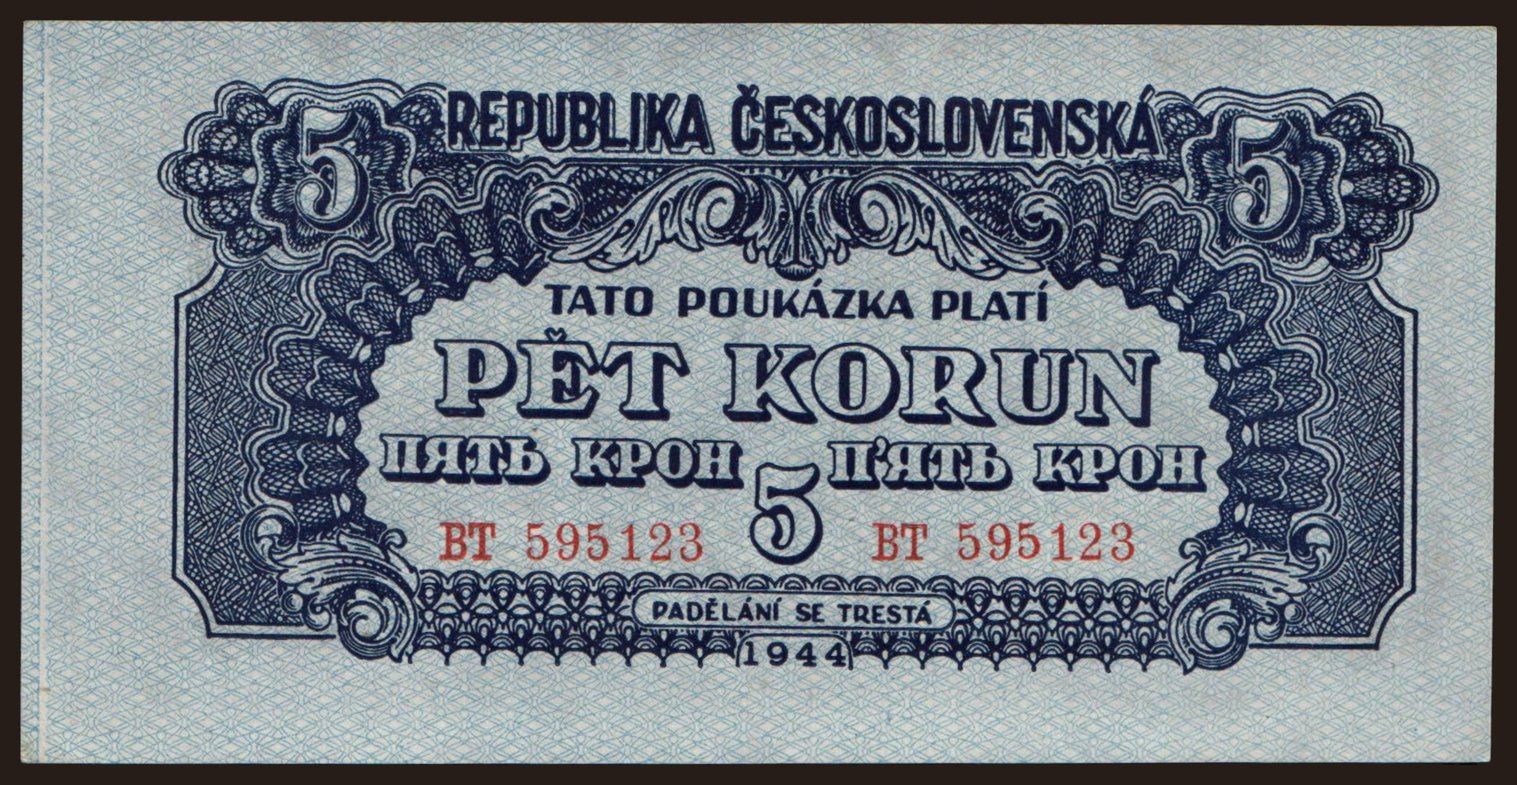 5 REPUBLIKA ČESKOSLOVENSKÁ 5
TATO POUKÁZKA PLATÍ
PĚT KORUN
ПЯТЬ КРОН 5 П'ЯТЬ КРОН
BT 595123 BT 595123
PADĚLÁNÍ SE TRESTÁ
1944